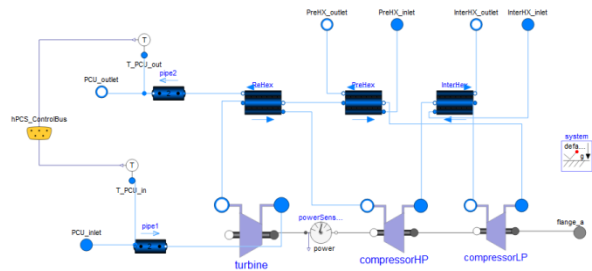 PreHX_outlet
PreHX_inlet
InterHX_outlet
InterHX_inlet
T
T_PCU_out
pipe2
PCU_outlet
ReHex
PreHex
InterHex
hPCS_ControlBus
system
defa...
g
T
T_PCU_in
PCU_inlet
pipe1
powerSens...
power
flange_a
turbine
compressorHP
compressorLP